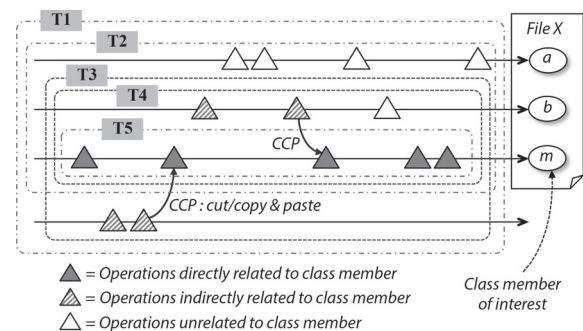 T1
File X
T2
a
T3
T4
b
T5
CCP
m
CCP : cut/copy & paste
= Operations directly related to class member
= Operations indirectly related to class member
= Operations unrelated to class member
Class member
of interest